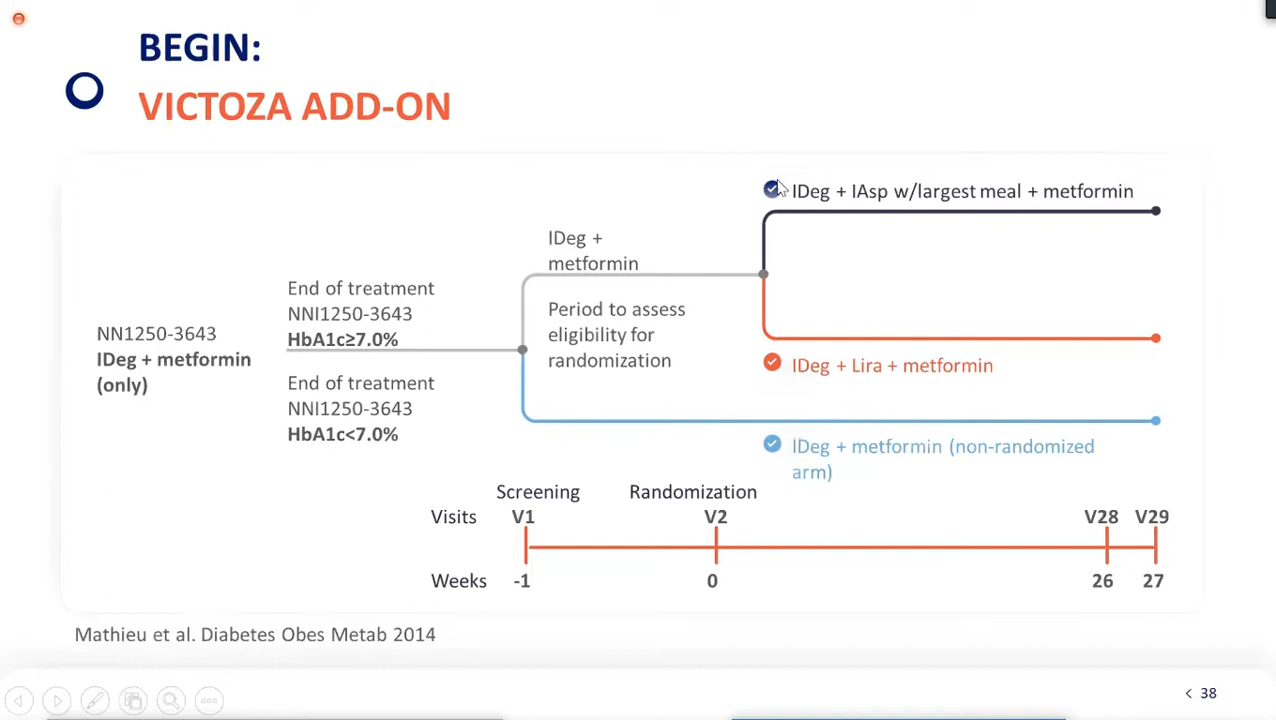 BEGIN:
VICTOZA ADD-ON
IDeg + IAsp w/largest meal + metformin
IDeg +
metformin
End of treatment
NNI1250-3643
HbA1c≥7.0%
Period to assess
eligibility for
randomization
NN1250-3643
IDeg + metformin
(only)
IDeg + Lira + metformin
End of treatment
NNI1250-3643
HbA1c<7.0%
IDeg + metformin (non-randomized
arm)
Screening Randomization
Visits V1 V2 V28 V29
Weeks -1 0 26 27
Mathieu et al. Diabetes Obes Metab 2014
< 38